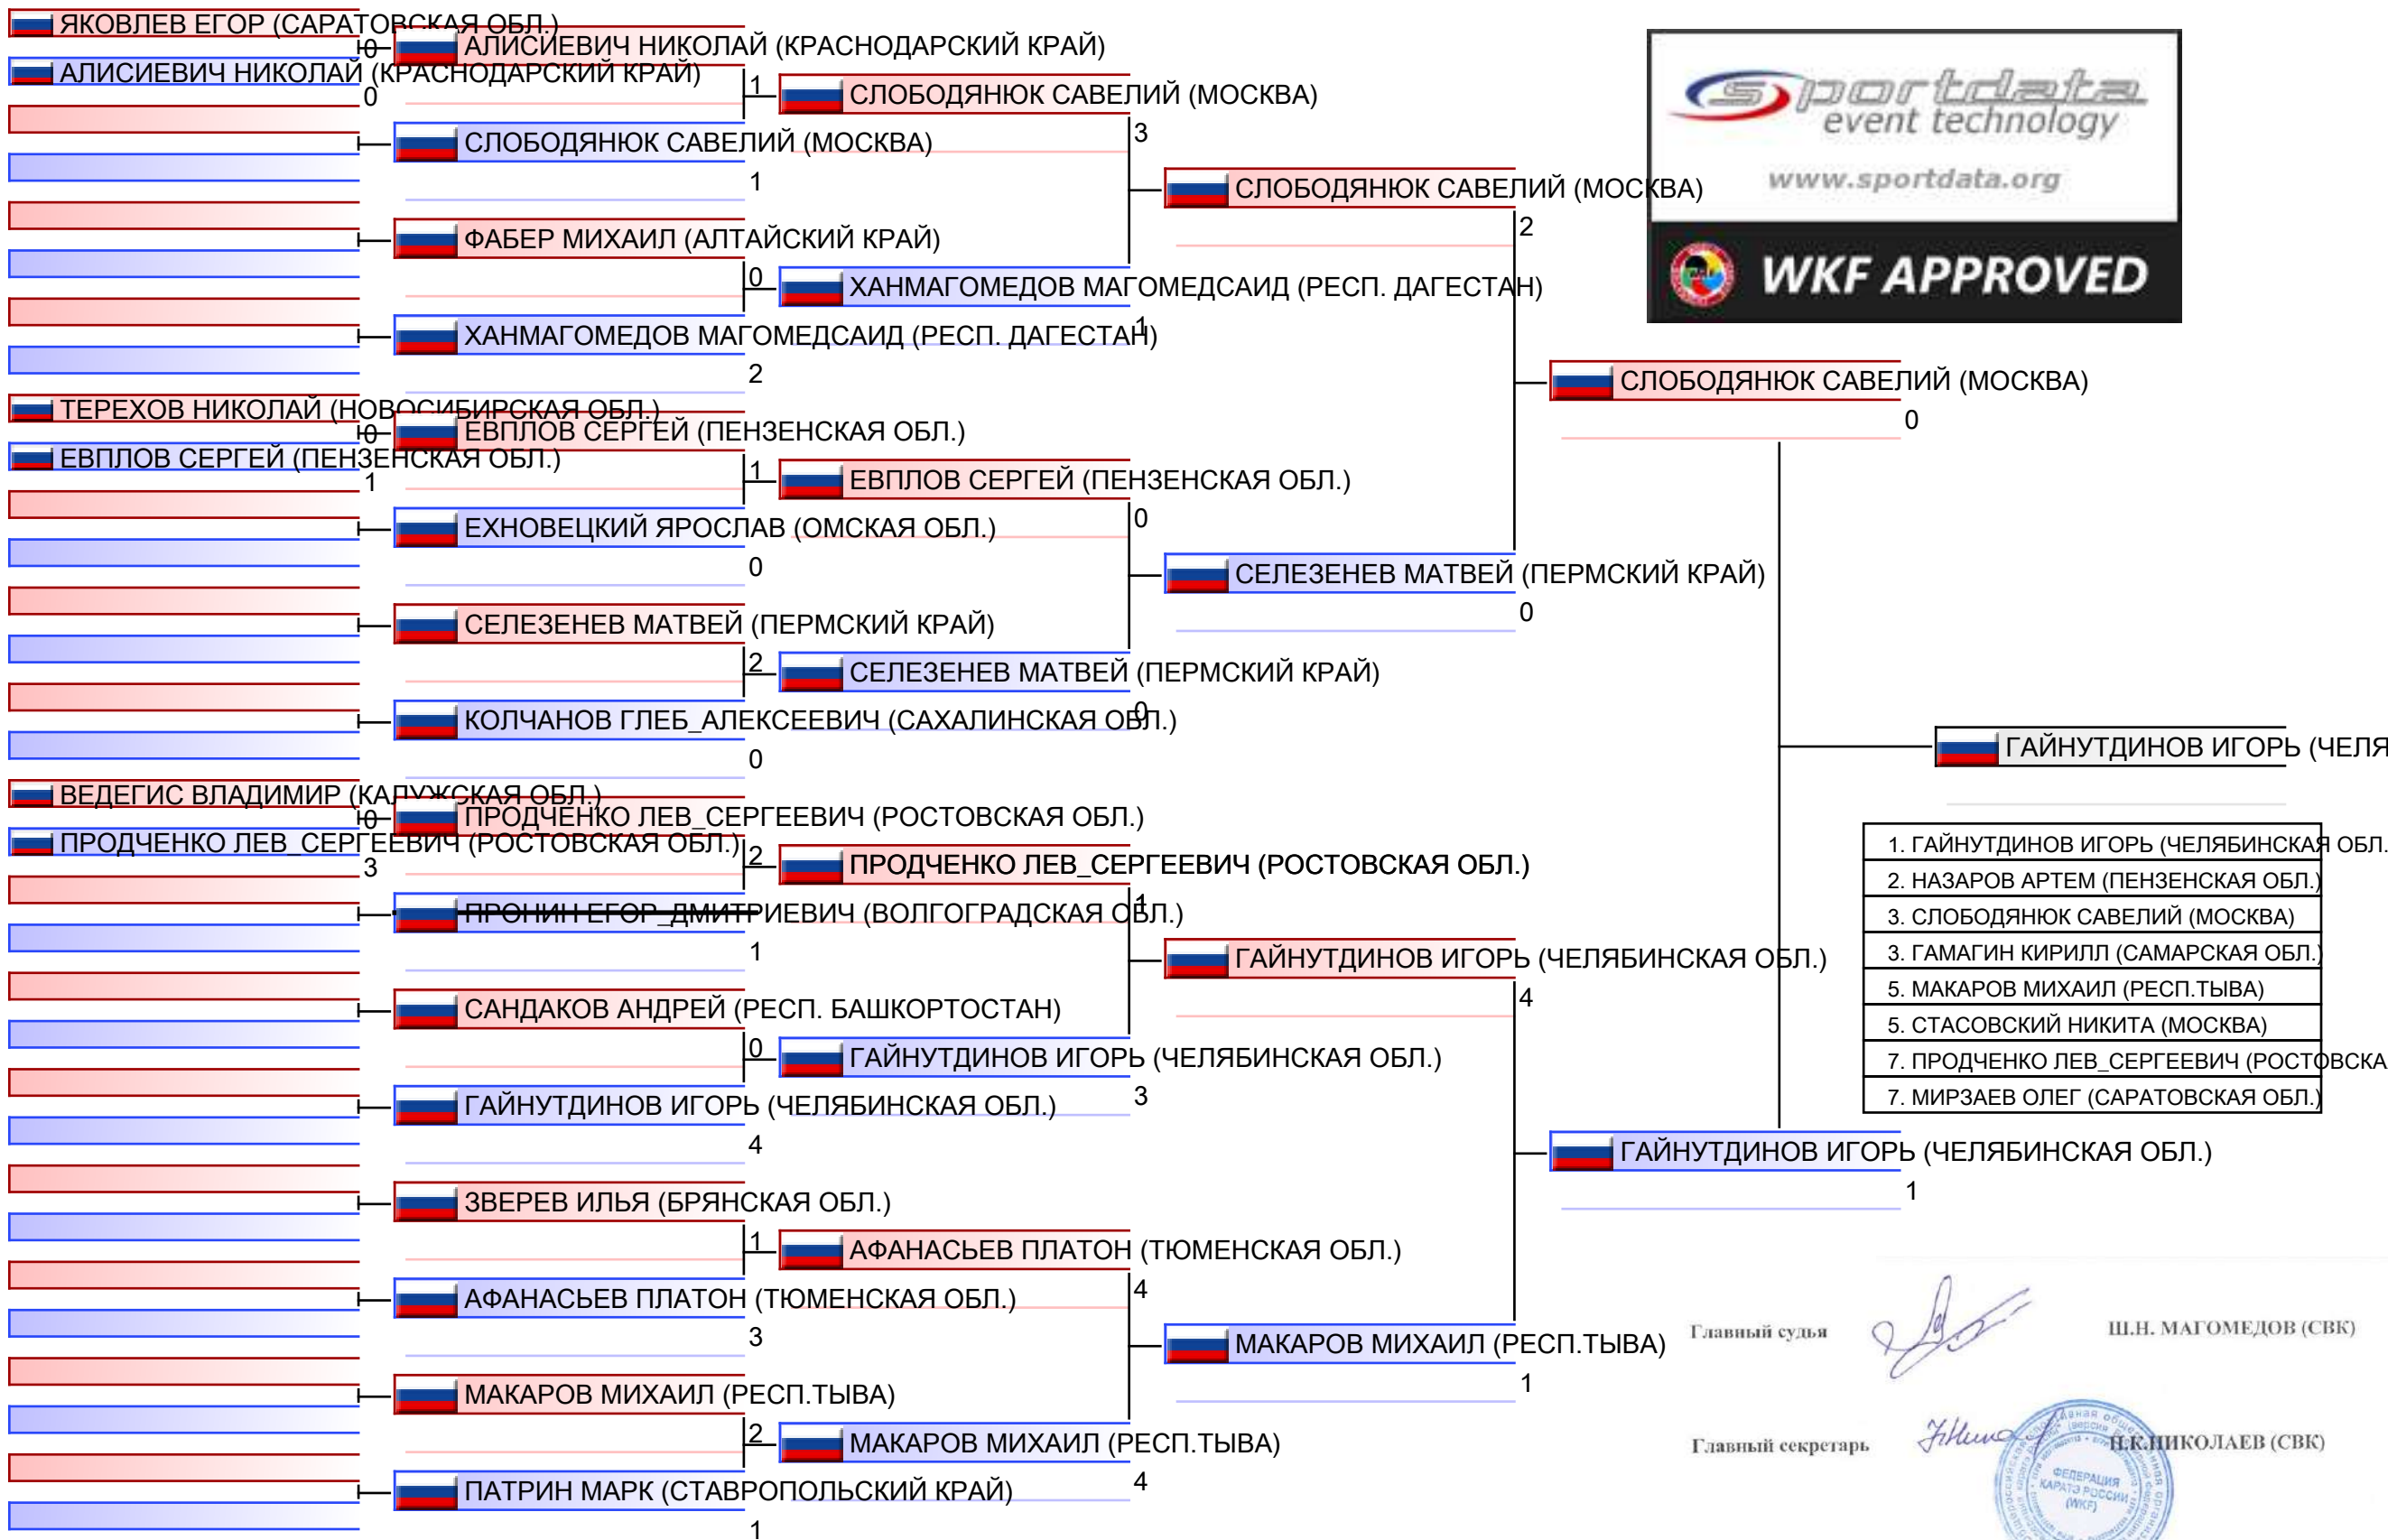 ЯКОВЛЕВ ЕГОР (САРАТОВСКАЯ ОБЛ.)
0
АЛИСИЕВИЧ НИКОЛАЙ (КРАСНОДАРСКИЙ КРАЙ)
0
ТЕРЕХОВ НИКОЛАЙ (НОВОСИБИРСКАЯ ОБЛ.)
0
ЕВПЛОВ СЕРГЕЙ (ПЕНЗЕНСКАЯ ОБЛ.)
1
ВЕДЕГИС ВЛАДИМИР (КАЛУЖСКАЯ ОБЛ.)
0
ПРОДЧЕНКО ЛЕВ_СЕРГЕЕВИЧ (РОСТОВСКАЯ ОБЛ.)
3
АЛИСИЕВИЧ НИКОЛАЙ (КРАСНОДАРСКИЙ КРАЙ)
1
СЛОБОДЯНЮК САВЕЛИЙ (МОСКВА)
1
ФАБЕР МИХАИЛ (АЛТАЙСКИЙ КРАЙ)
0
ХАНМАГОМЕДОВ МАГОМЕДСАИД (РЕСП. ДАГЕСТАН)
2
ЕВПЛОВ СЕРГЕЙ (ПЕНЗЕНСКАЯ ОБЛ.)
1
ЕХНОВЕЦКИЙ ЯРОСЛАВ (ОМСКАЯ ОБЛ.)
0
СЕЛЕЗЕНЕВ МАТВЕЙ (ПЕРМСКИЙ КРАЙ)
2
КОЛЧАНОВ ГЛЕБ_АЛЕКСЕЕВИЧ (САХАЛИНСКАЯ ОБЛ.)
0
ПРОДЧЕНКО ЛЕВ_СЕРГЕЕВИЧ (РОСТОВСКАЯ ОБЛ.)
2
ПРОНИН ЕГОР_ДМИТРИЕВИЧ (ВОЛГОГРАДСКАЯ ОБЛ.)
1
САНДАКОВ АНДРЕЙ (РЕСП. БАШКОРТОСТАН)
0
ГАЙНУТДИНОВ ИГОРЬ (ЧЕЛЯБИНСКАЯ ОБЛ.)
4
ЗВЕРЕВ ИЛЬЯ (БРЯНСКАЯ ОБЛ.)
1
АФАНАСЬЕВ ПЛАТОН (ТЮМЕНСКАЯ ОБЛ.)
3
МАКАРОВ МИХАИЛ (РЕСП.ТЫВА)
2
ПАТРИН МАРК (СТАВРОПОЛЬСКИЙ КРАЙ)
1
СЛОБОДЯНЮК САВЕЛИЙ (МОСКВА)
3
ХАНМАГОМЕДОВ МАГОМЕДСАИД (РЕСП. ДАГЕСТАН)
1
ЕВПЛОВ СЕРГЕЙ (ПЕНЗЕНСКАЯ ОБЛ.)
0
СЕЛЕЗЕНЕВ МАТВЕЙ (ПЕРМСКИЙ КРАЙ)
0
ПРОДЧЕНКО ЛЕВ_СЕРГЕЕВИЧ (РОСТОВСКАЯ ОБЛ.)
1
ГАЙНУТДИНОВ ИГОРЬ (ЧЕЛЯБИНСКАЯ ОБЛ.)
3
АФАНАСЬЕВ ПЛАТОН (ТЮМЕНСКАЯ ОБЛ.)
4
МАКАРОВ МИХАИЛ (РЕСП.ТЫВА)
4
СЛОБОДЯНЮК САВЕЛИЙ (МОСКВА)
2
СЕЛЕЗЕНЕВ МАТВЕЙ (ПЕРМСКИЙ КРАЙ)
0
ГАЙНУТДИНОВ ИГОРЬ (ЧЕЛЯБИНСКАЯ ОБЛ.)
4
МАКАРОВ МИХАИЛ (РЕСП.ТЫВА)
1
СЛОБОДЯНЮК САВЕЛИЙ (МОСКВА)
0
ГАЙНУТДИНОВ ИГОРЬ (ЧЕЛЯБИНСКАЯ ОБЛ.)
1
sportdata
event technology
www.sportdata.org
WKF APPROVED
ГАЙНУТДИНОВ ИГОРЬ (ЧЕЛЯ
1. ГАЙНУТДИНОВ ИГОРЬ (ЧЕЛЯБИНСКАЯ ОБЛ.
2. НАЗАРОВ АРТЕМ (ПЕНЗЕНСКАЯ ОБЛ.)
3. СЛОБОДЯНЮК САВЕЛИЙ (МОСКВА)
3. ГАМАГИН КИРИЛЛ (САМАРСКАЯ ОБЛ.)
5. МАКАРОВ МИХАИЛ (РЕСП.ТЫВА)
5. СТАСОВСКИЙ НИКИТА (МОСКВА)
7. ПРОДЧЕНКО ЛЕВ_СЕРГЕЕВИЧ (РОСТОВСКА
7. МИРЗАЕВ ОЛЕГ (САРАТОВСКАЯ ОБЛ.)
Главный судья Ш.Н. МАГОМЕДОВ (СВК)
Главный секретарь П.К.НИКОЛАЕВ (СВК)
ФЕДЕРАЦИЯ
КАРАТЭ РОССИИ
(WKF)